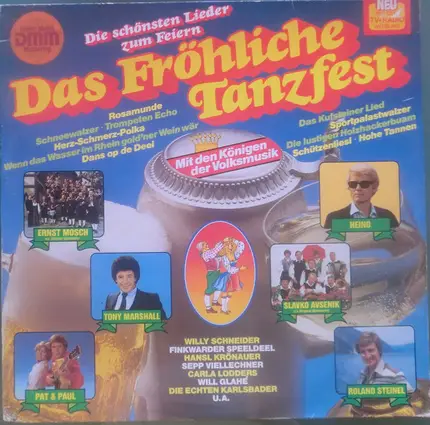 DMM
NEU
Die schönsten Lieder
zum Feiern
Das Fröhliche
Tanzfest
Rosamunde
Schneewalzer · Trompeten Echo
Herz-Schmerz-Polka
Wenn das Wasser im Rhein gold'ner Wein wär
Dans op de Deel
Das Kufsteiner Lied
Sportpalastwalzer
Die lustigen Holzhackerbuam
Schützenliesl · Hohe Tannen
Mit den Königen
der Volksmusik
ERNST MOSCH
HEINO
TONY MARSHALL
SLAVKO AVSENIK
PAT & PAUL
ROLAND STEINEL
WILLY SCHNEIDER
FINKWARDER SPEELDEEL
HANSL KRÖNAUER
SEPP VIELLECHNER
CARLA LODDERS
WILL GLAHÉ
DIE ECHTEN KARLSBADER
U.A.